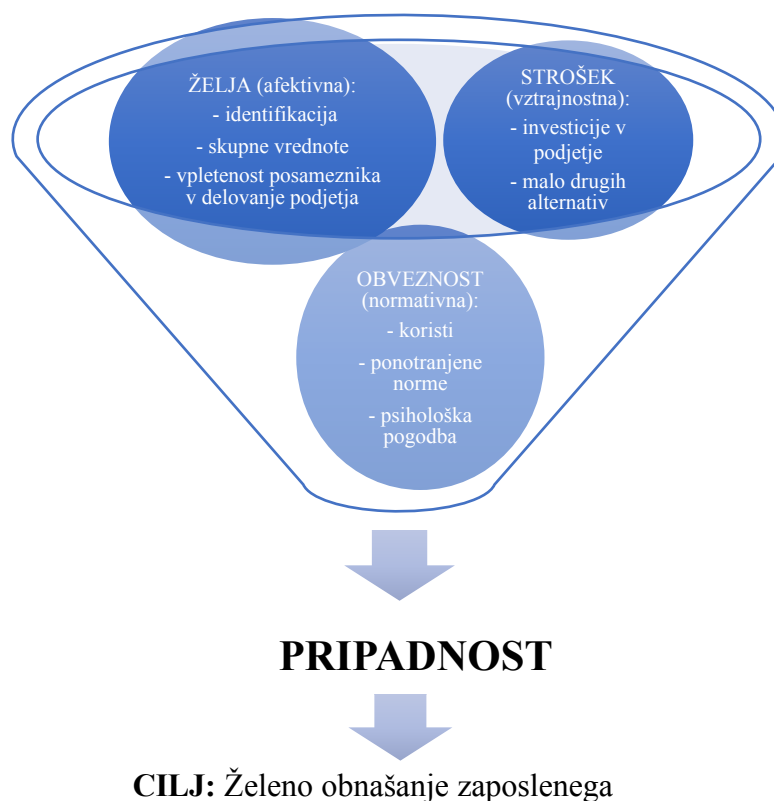 ŽELJA (afektivna):
- identifikacija
- skupne vrednote
- vpletenost posameznika
v delovanje podjetja
STROŠEK
(vztrajnostna):
- investicije v
podjetje
- malo drugih
alternativ
OBVEZNOST
(normativna):
- koristi
- ponotranjene
norme
- psihološka
pogodba
PRIPADNOST
CILJ: Želeno obnašanje zaposlenega